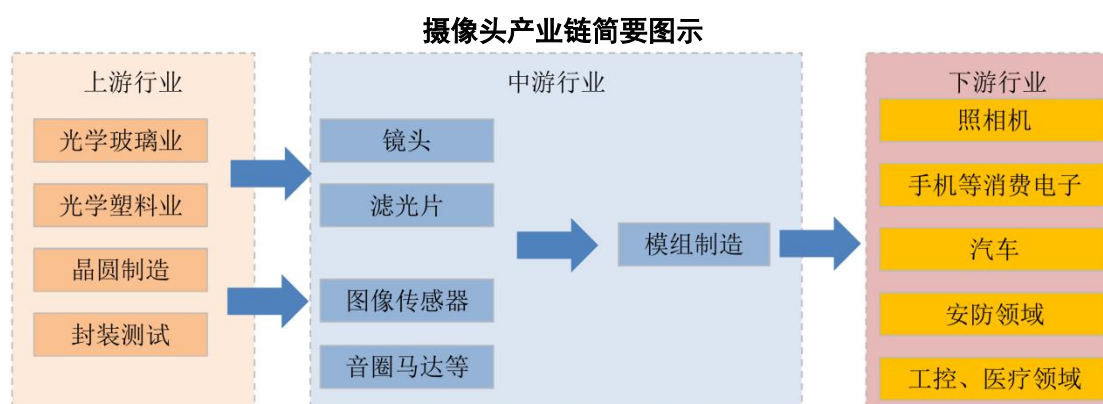 摄像头产业链简要图示
上游行业
光学玻璃业
光学塑料业
晶圆制造
封装测试
中游行业
镜头
滤光片
图像传感器
音圈马达等
模组制造
下游行业
照相机
手机等消费电子
汽车
安防领域
工控、医疗领域